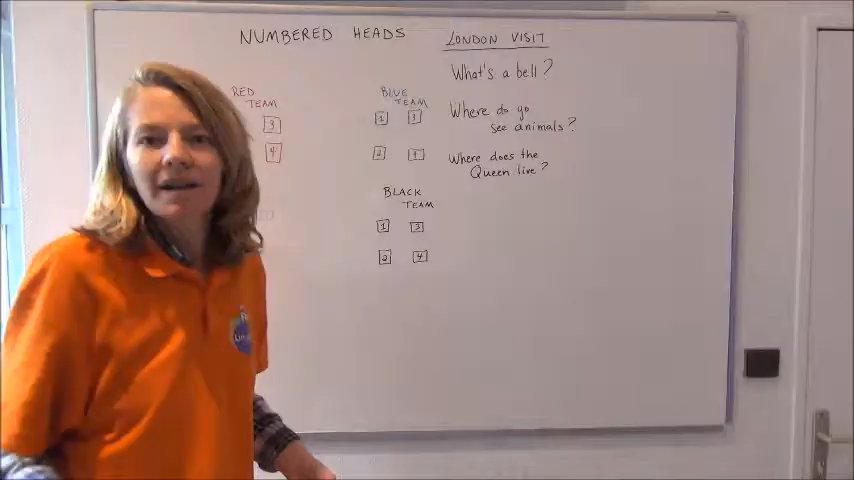 NUMBERED HEADS
LONDON VISIT
What's a bell?
Where do go
see animals?
Where does the
Queen live?
RED
TEAM
3
4
BLUE
TEAM
1 3
2 4
BLACK
TEAM
1 3
2 4